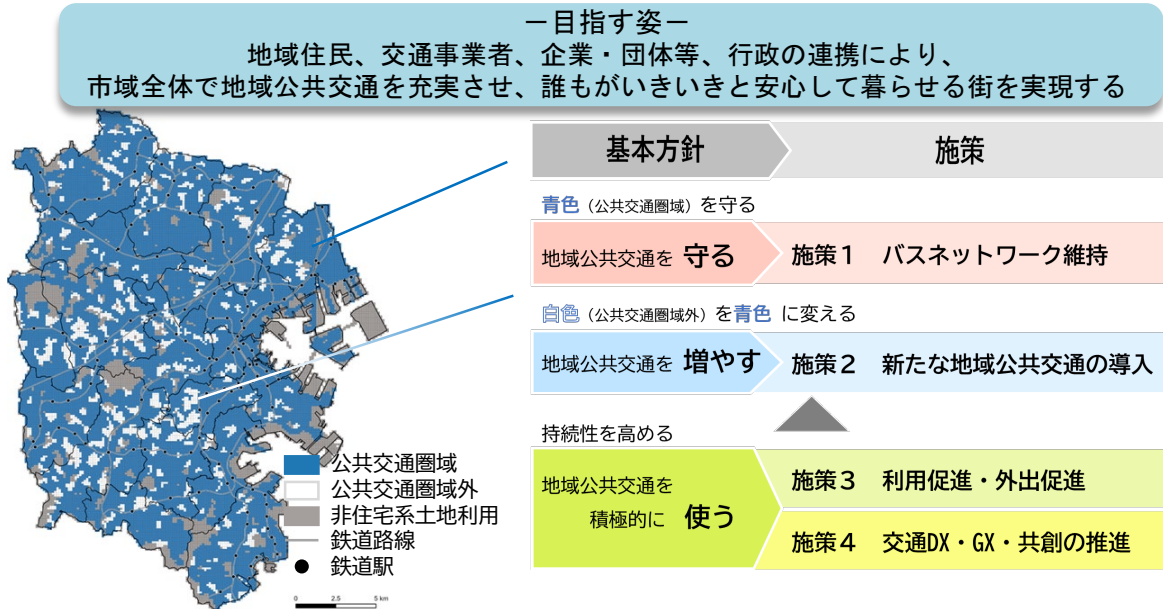 －目指す姿－
地域住民、交通事業者、企業・団体等、行政の連携により、
市域全体で地域公共交通を充実させ、誰もがいきいきと安心して暮らせる街を実現する
基本方針
施策
青色（公共交通圏域）を守る
地域公共交通を 守る
施策１ バスネットワーク維持
白色（公共交通圏域外）を青色 に変える
地域公共交通を 増やす
施策２ 新たな地域公共交通の導入
持続性を高める
地域公共交通を
積極的に 使う
施策３ 利用促進・外出促進
施策４ 交通DX・GX・共創の推進
公共交通圏域
公共交通圏域外
非住宅系土地利用
鉄道路線
鉄道駅
0 2.5 5 km